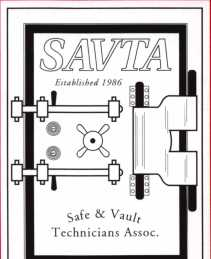 SAVTA
Established 1986
Safe & Vault
Technicians Assoc.